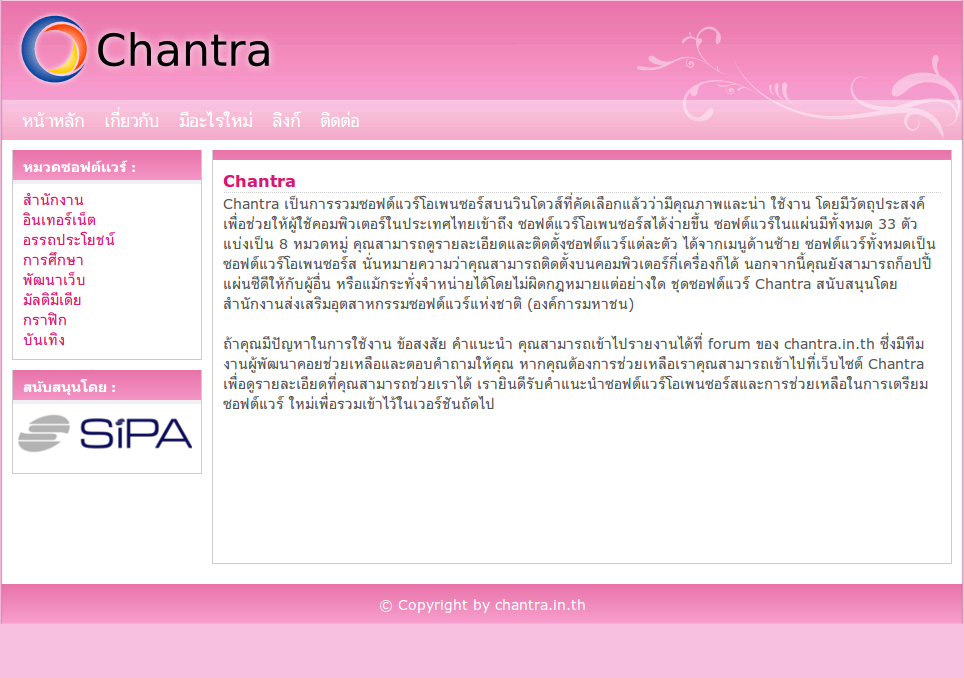 Chantra
หน้าหลัก เกี่ยวกับ มีอะไรใหม่ ลิงก์ ติดต่อ
หมวดซอฟต์แวร์ :
สำนักงาน
อินเทอร์เน็ต
อรรถประโยชน์
การศึกษา
พัฒนาเว็บ
มัลติมีเดีย
กราฟิก
บันเทิง
สนับสนุนโดย :
SiPA
Chantra
Chantra เป็นการรวมซอฟต์แวร์โอเพนซอร์สบนวินโดวส์ที่คัดเลือกแล้วว่ามีคุณภาพและน่า ใช้งาน โดยมีวัตถุประสงค์
เพื่อช่วยให้ผู้ใช้คอมพิวเตอร์ในประเทศไทยเข้าถึง ซอฟต์แวร์โอเพนซอร์สได้ง่ายขึ้น ซอฟต์แวร์ในแผ่นมีทั้งหมด 33 ตัว
แบ่งเป็น 8 หมวดหมู่ คุณสามารถดูรายละเอียดและติดตั้งซอฟต์แวร์แต่ละตัว ได้จากเมนูด้านซ้าย ซอฟต์แวร์ทั้งหมดเป็น
ซอฟต์แวร์โอเพนซอร์ส นั่นหมายความว่าคุณสามารถติดตั้งบนคอมพิวเตอร์กี่เครื่องก็ได้ นอกจากนี้คุณยังสามารถก็อปปี้
แผ่นซีดีให้กับผู้อื่น หรือแม้กระทั่งจำหน่ายได้โดยไม่ผิดกฎหมายแต่อย่างใด ชุดซอฟต์แวร์ Chantra สนับสนุนโดย
สำนักงานส่งเสริมอุตสาหกรรมซอฟต์แวร์แห่งชาติ (องค์การมหาชน)
ถ้าคุณมีปัญหาในการใช้งาน ข้อสงสัย คำแนะนำ คุณสามารถเข้าไปรายงานได้ที่ forum ของ chantra.in.th ซึ่งมีทีม
งานผู้พัฒนาคอยช่วยเหลือและตอบคำถามให้คุณ หากคุณต้องการช่วยเหลือเราคุณสามารถเข้าไปที่เว็บไซต์ Chantra
เพื่อดูรายละเอียดที่คุณสามารถช่วยเราได้ เรายินดีรับคำแนะนำซอฟต์แวร์โอเพนซอร์สและการช่วยเหลือในการเตรียม
ซอฟต์แวร์ ใหม่เพื่อรวมเข้าไว้ในเวอร์ชันถัดไป
© Copyright by chantra.in.th